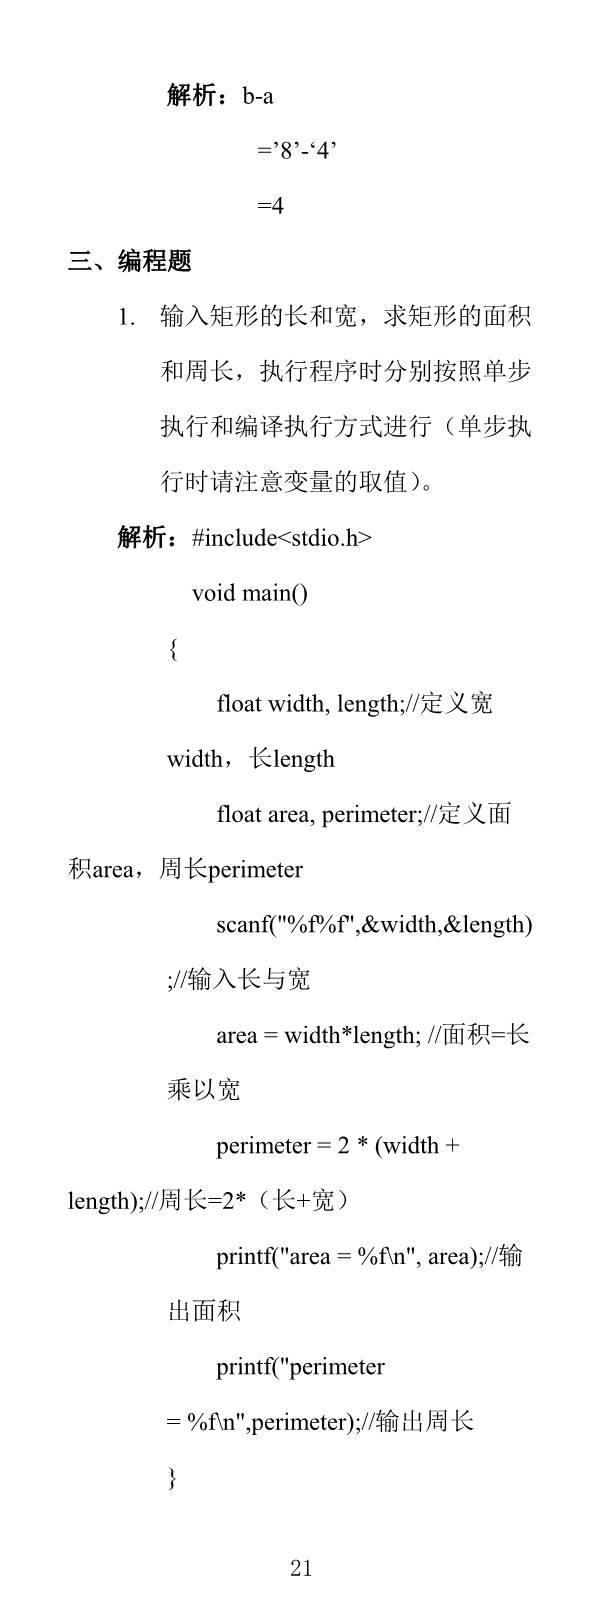 解析：b-a
=’8’-‘4’
=4
三、编程题
1. 输入矩形的长和宽，求矩形的面积
和周长，执行程序时分别按照单步
执行和编译执行方式进行（单步执
行时请注意变量的取值）。
解析：#include<stdio.h>
void main()
{
float width, length;//定义宽
width，长length
float area, perimeter;//定义面
积area，周长perimeter
scanf("%f%f",&width,&length)
;//输入长与宽
area = width*length; //面积=长
乘以宽
perimeter = 2 * (width +
length);//周长=2*（长+宽）
printf("area = %f\n", area);//输
出面积
printf("perimeter
= %f\n",perimeter);//输出周长
}
21